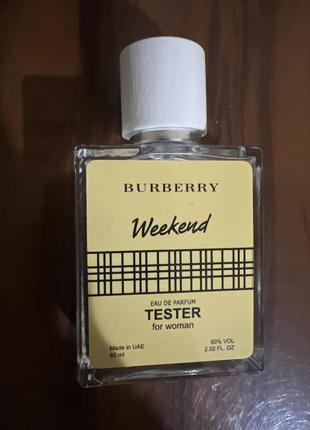 BURBERRY
Weekend
EAU DE PARFUM
TESTER
for woman
Made in UAE
60 ml
80% VOL
2.02 FL. OZ